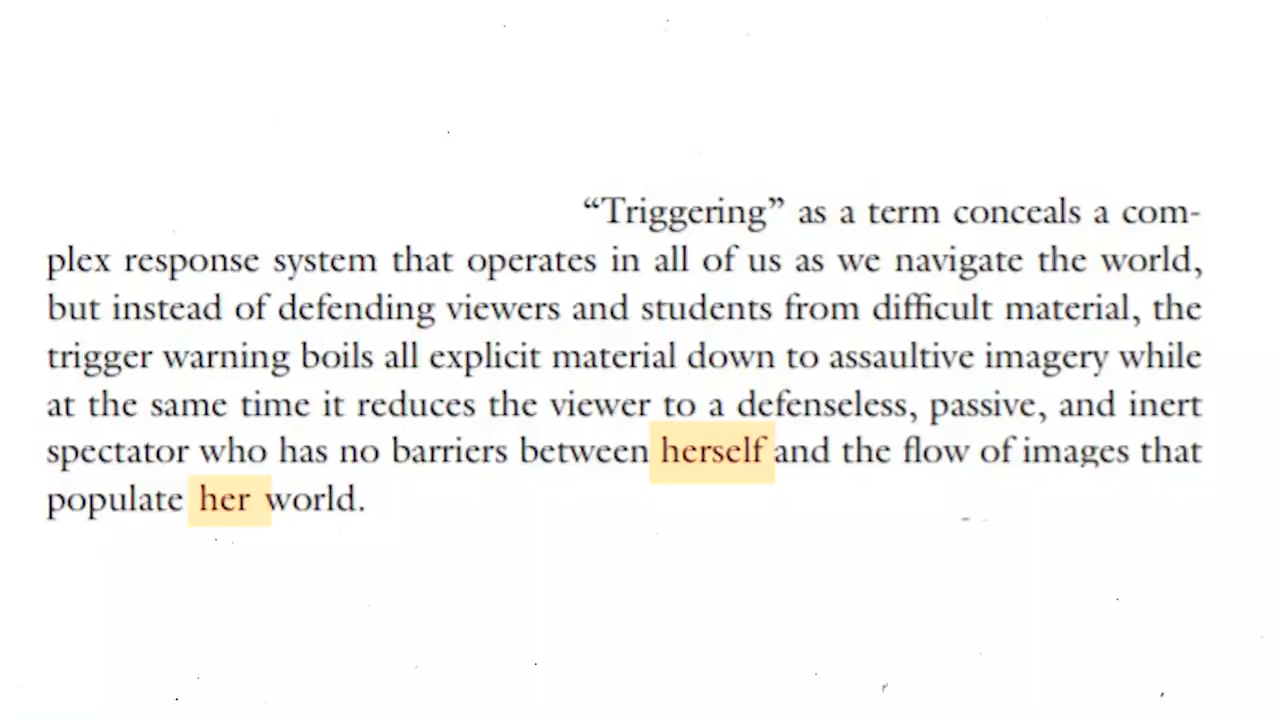 “Triggering” as a term conceals a com-
plex response system that operates in all of us as we navigate the world,
but instead of defending viewers and students from difficult material, the
trigger warning boils all explicit material down to assaultive imagery while
at the same time it reduces the viewer to a defenseless, passive, and inert
spectator who has no barriers between herself and the flow of images that
populate her world.